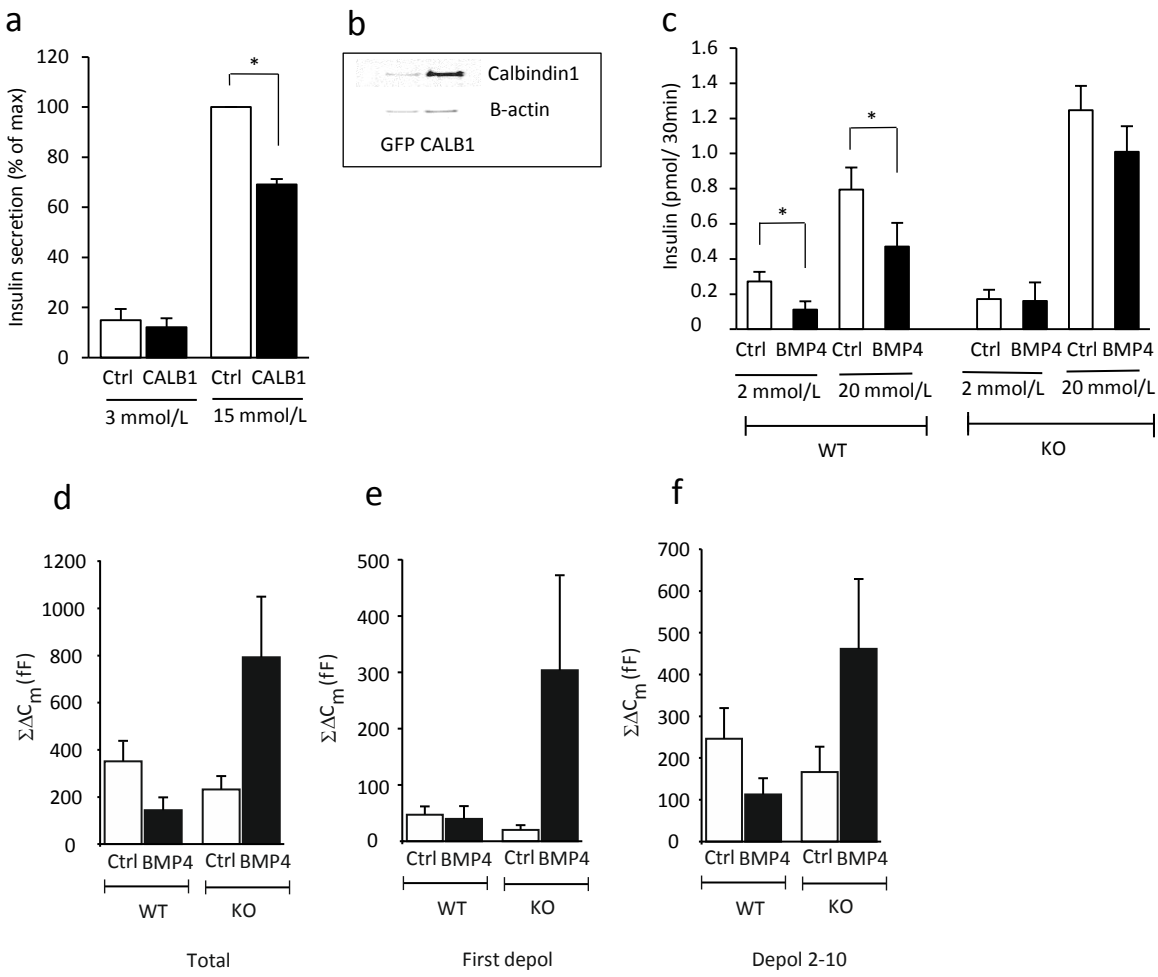 a
120
100
80
60
40
20
0
Insulin secretion (% of max)
*
Ctrl CALB1 Ctrl CALB1
3 mmol/L 15 mmol/L
b
Calbindin1
B-actin
GFP CALB1
c
1.6
1.4
1.2
1
0.8
0.6
0.4
0.2
0
Insulin (pmol/ 30min)
*
*
Ctrl BMP4 Ctrl BMP4 Ctrl BMP4 Ctrl BMP4
2 mmol/L 20 mmol/L 2 mmol/L 20 mmol/L
WT KO
d
1200
1000
800
600
400
200
0
ΣΔCm(fF)
Ctrl BMP4 Ctrl BMP4
WT KO
Total
e
500
400
300
200
100
0
ΣΔCm(fF)
Ctrl BMP4 Ctrl BMP4
WT KO
First depol
f
700
600
500
400
300
200
100
0
ΣΔCm(fF)
Ctrl BMP4 Ctrl BMP4
WT KO
Depol 2-10